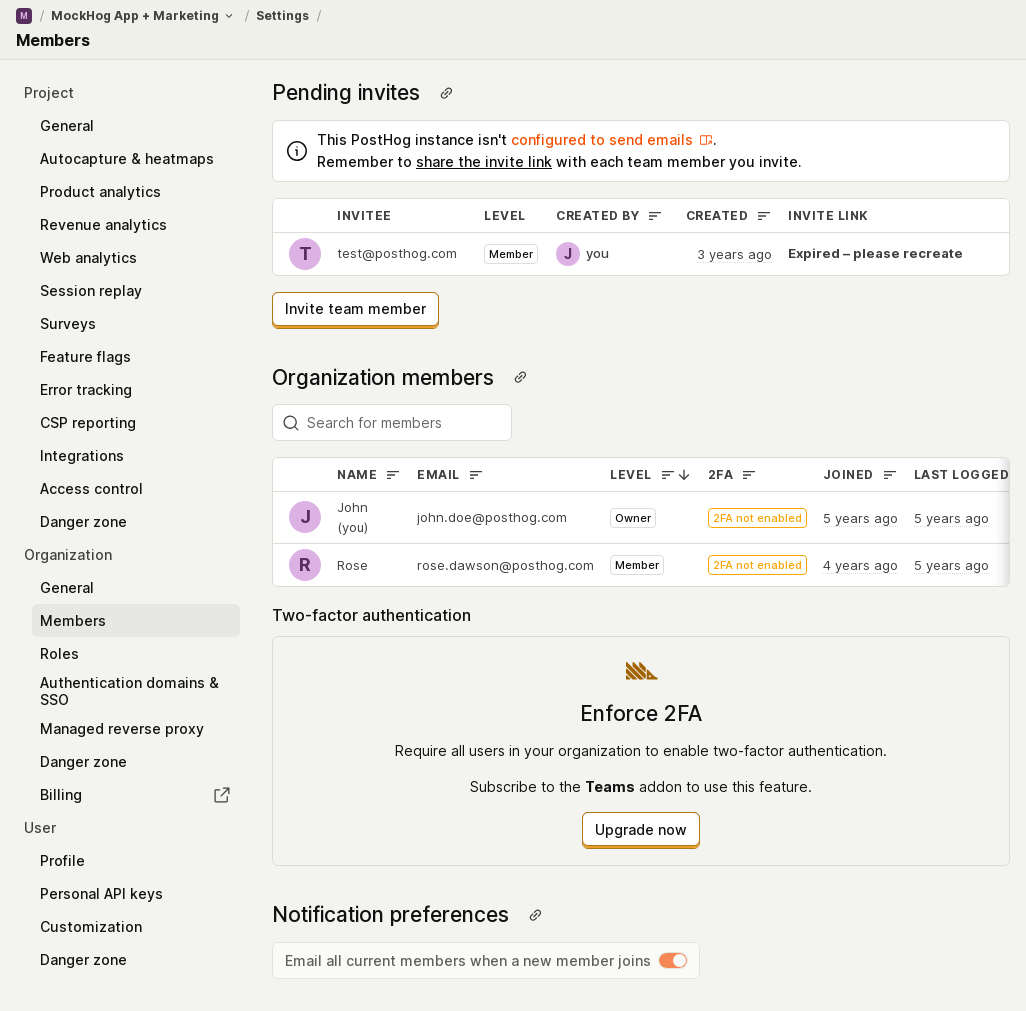 M / MockHog App + Marketing / Settings /
Members
Project
General
Autocapture & heatmaps
Product analytics
Revenue analytics
Web analytics
Session replay
Surveys
Feature flags
Error tracking
CSP reporting
Integrations
Access control
Danger zone
Organization
General
Members
Roles
Authentication domains &
SSO
Managed reverse proxy
Danger zone
Billing
User
Profile
Personal API keys
Customization
Danger zone
Pending invites
This PostHog instance isn't configured to send emails.
Remember to share the invite link with each team member you invite.
INVITEE LEVEL CREATED BY CREATED INVITE LINK
T test@posthog.com Member J you 3 years ago Expired – please recreate
Invite team member
Organization members
Search for members
NAME EMAIL LEVEL 2FA JOINED LAST LOGGED
J John (you) john.doe@posthog.com Owner 2FA not enabled 5 years ago 5 years ago
R Rose rose.dawson@posthog.com Member 2FA not enabled 4 years ago 5 years ago
Two-factor authentication
Enforce 2FA
Require all users in your organization to enable two-factor authentication.
Subscribe to the Teams addon to use this feature.
Upgrade now
Notification preferences
Email all current members when a new member joins